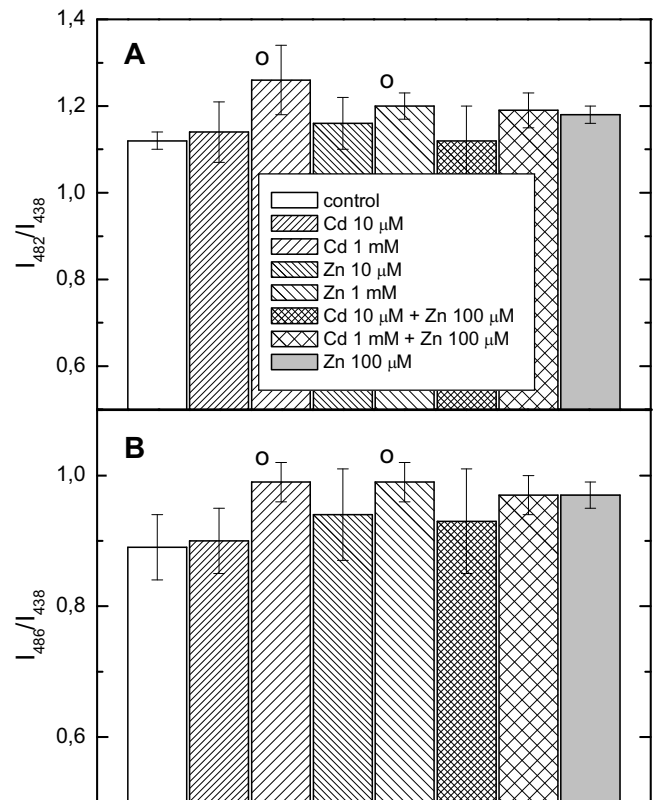 1,4
A
o
o
1,2
1,0
0,8
0,6
I482/I438
control
Cd 10 μM
Cd 1 mM
Zn 10 μM
Zn 1 mM
Cd 10 μM + Zn 100 μM
Cd 1 mM + Zn 100 μM
Zn 100 μM
B
o
o
1,0
0,8
0,6
I486/I438